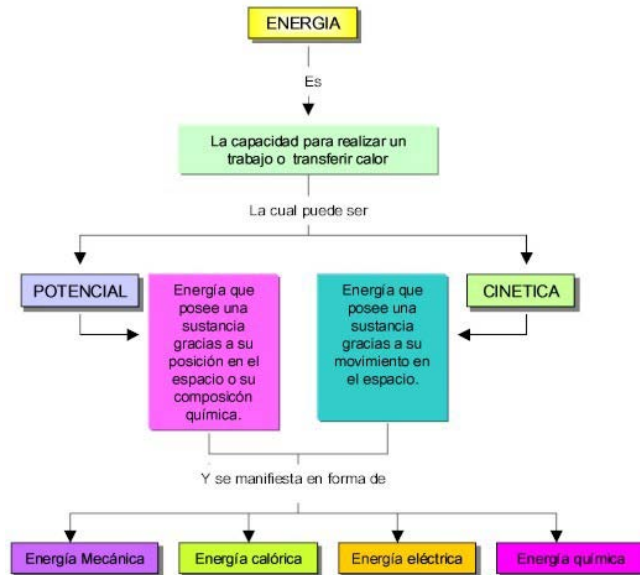 ENERGIA
Es
La capacidad para realizar un
trabajo o transferir calor
La cual puede ser
POTENCIAL
Energía que
posee una
sustancia
gracias a su
posición en el
espacio o su
composicón
química.
Energía que
posee una
sustancia
gracias a su
movimiento en
el espacio.
CINETICA
Y se manifiesta en forma de
Energía Mecánica
Energía calórica
Energía eléctrica
Energía química